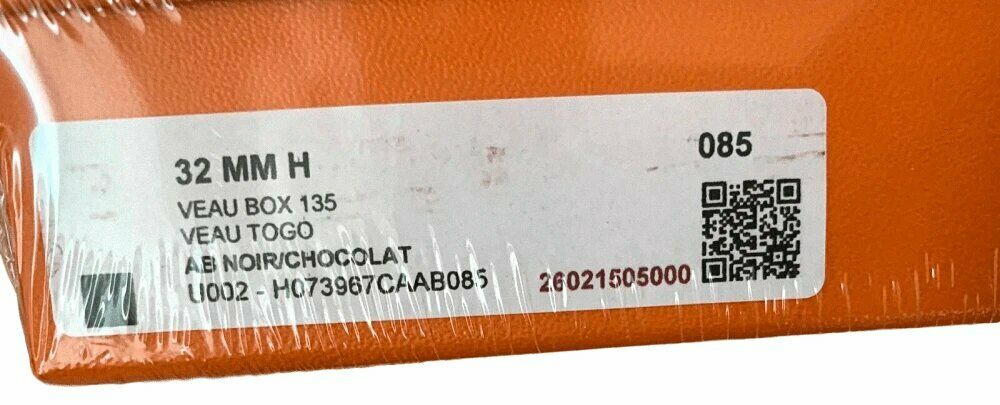 32 MM H
085
VEAU BOX 135
VEAU TOGO
AB NOIR/CHOCOLAT
U002 - H073967CAAB085
26021505000